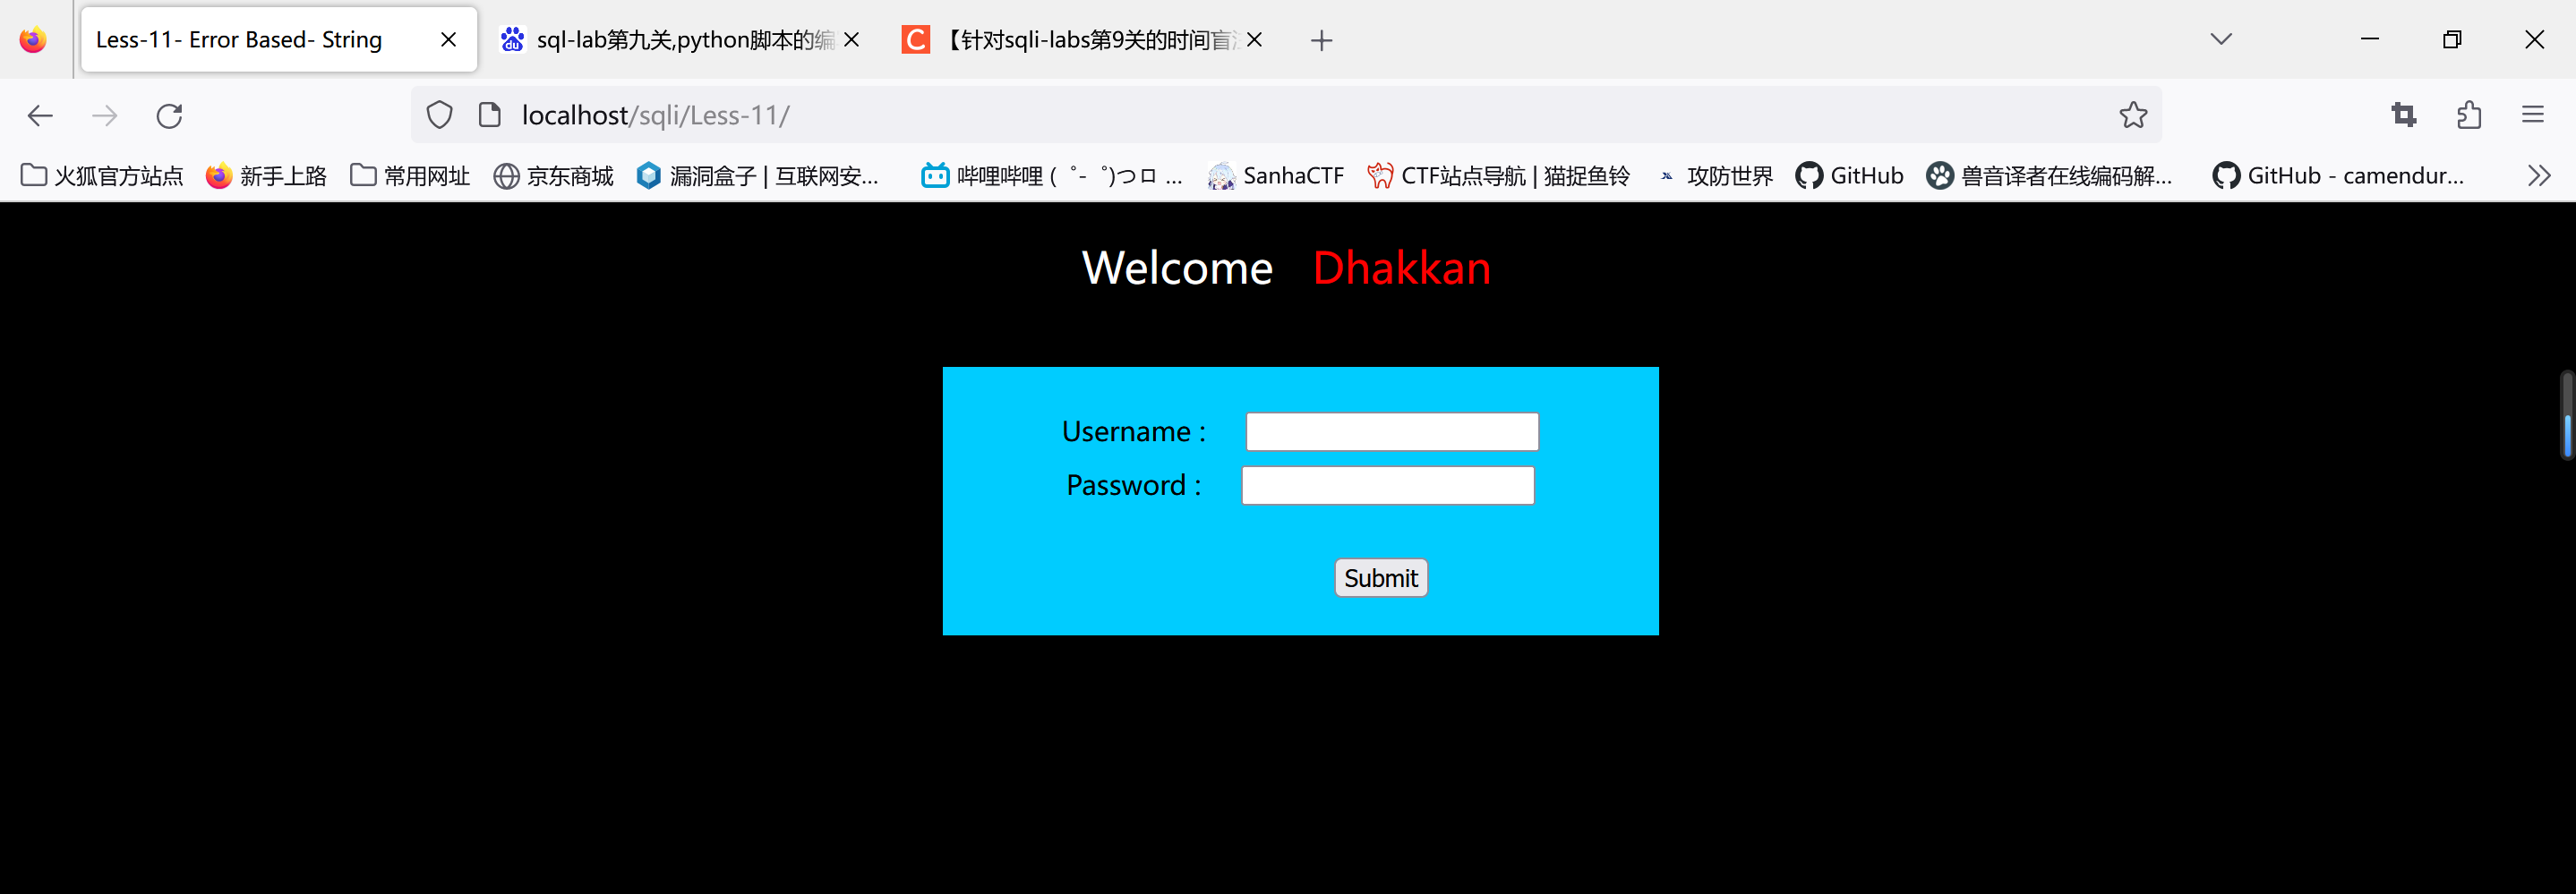 Less-11- Error Based- String
sql-lab第九关,python脚本的编
【针对sqli-labs第9关的时间盲注
localhost/sqli/Less-11/
火狐官方站点 新手上路 常用网址 京东商城 漏洞盒子 | 互联网安... 哔哩哔哩 (゜-゜)つロ ... SanhaCTF CTF站点导航 | 猫捉鱼铃 攻防世界 GitHub 兽音译者在线编码解... GitHub - camendur...
Welcome Dhakkan
Username :
Password :
Submit